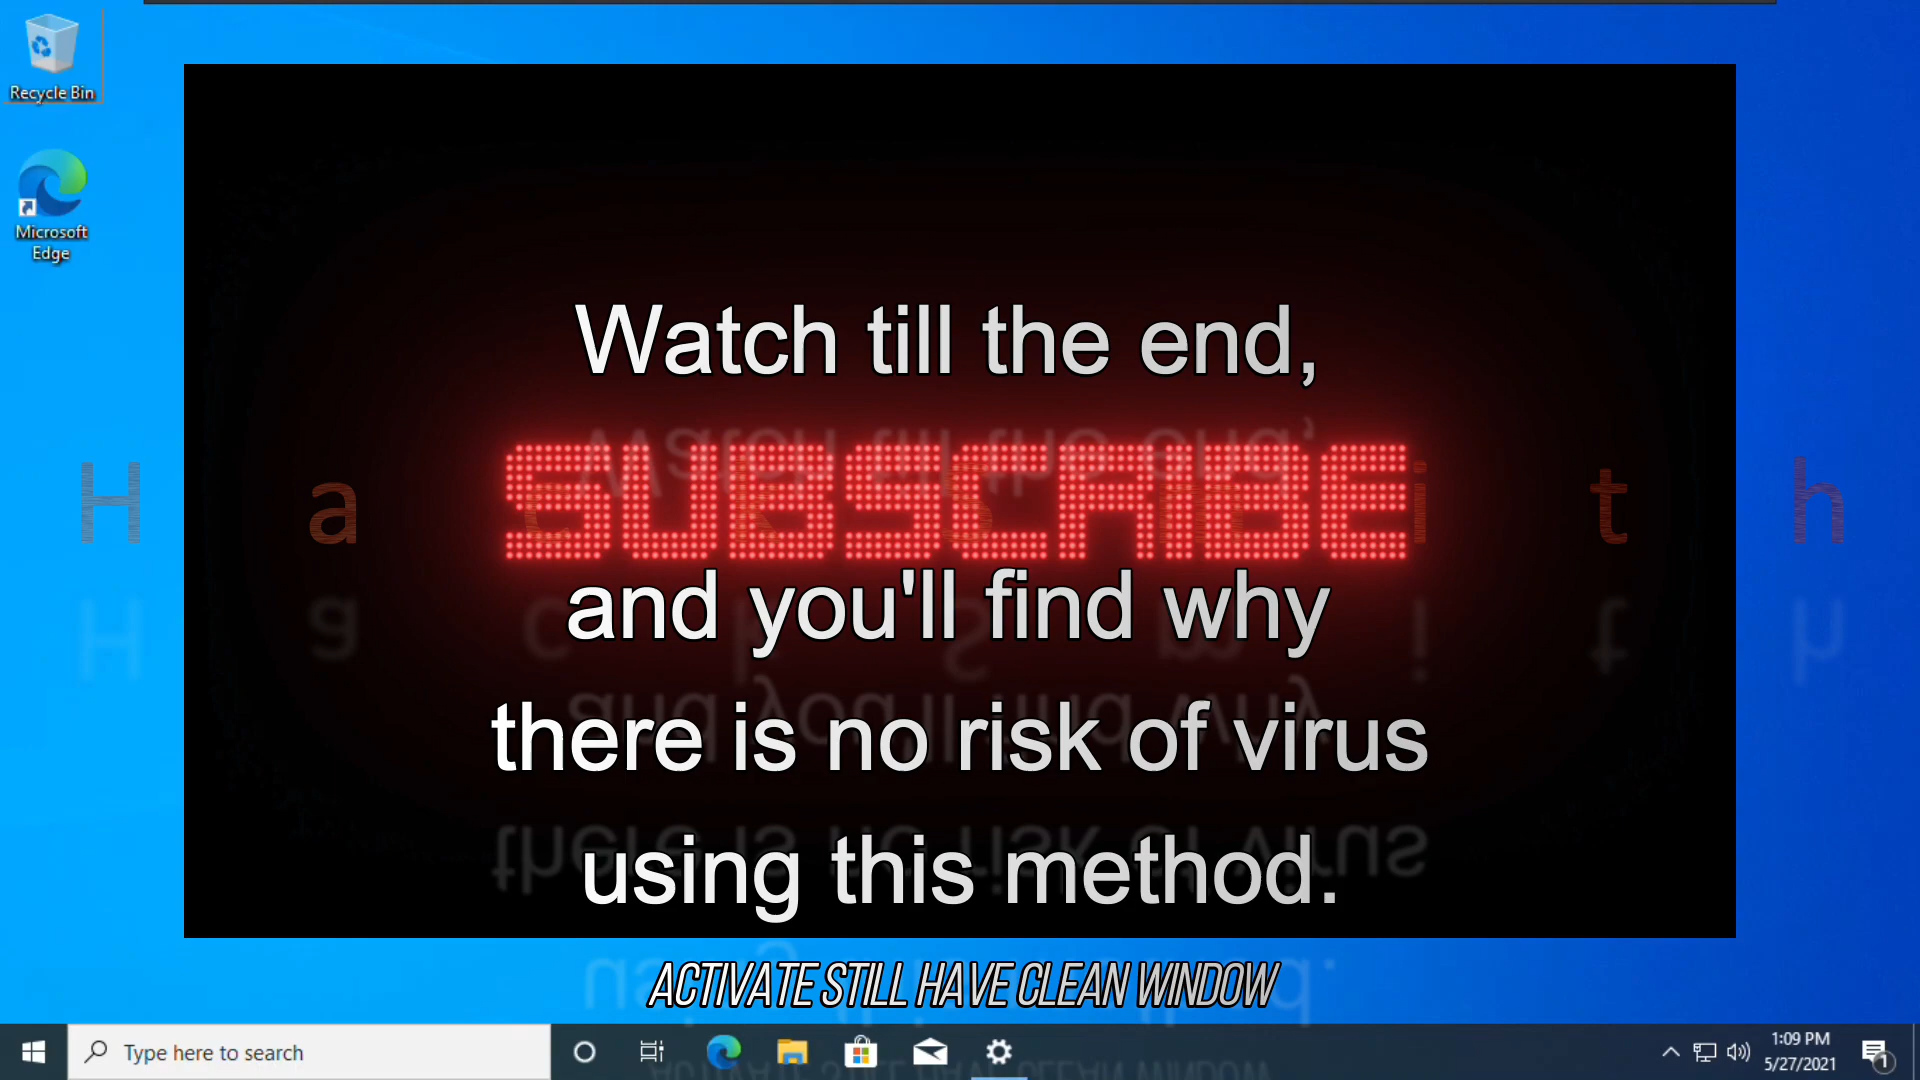 Recycle Bin
Microsoft
Edge
Watch till the end,
SUBSCRIBE
H a c k S m i t h
and you'll find why
there is no risk of virus
using this method.
ACTIVATE STILL HAVE CLEAN WINDOW
Type here to search
1:09 PM
5/27/2021
1